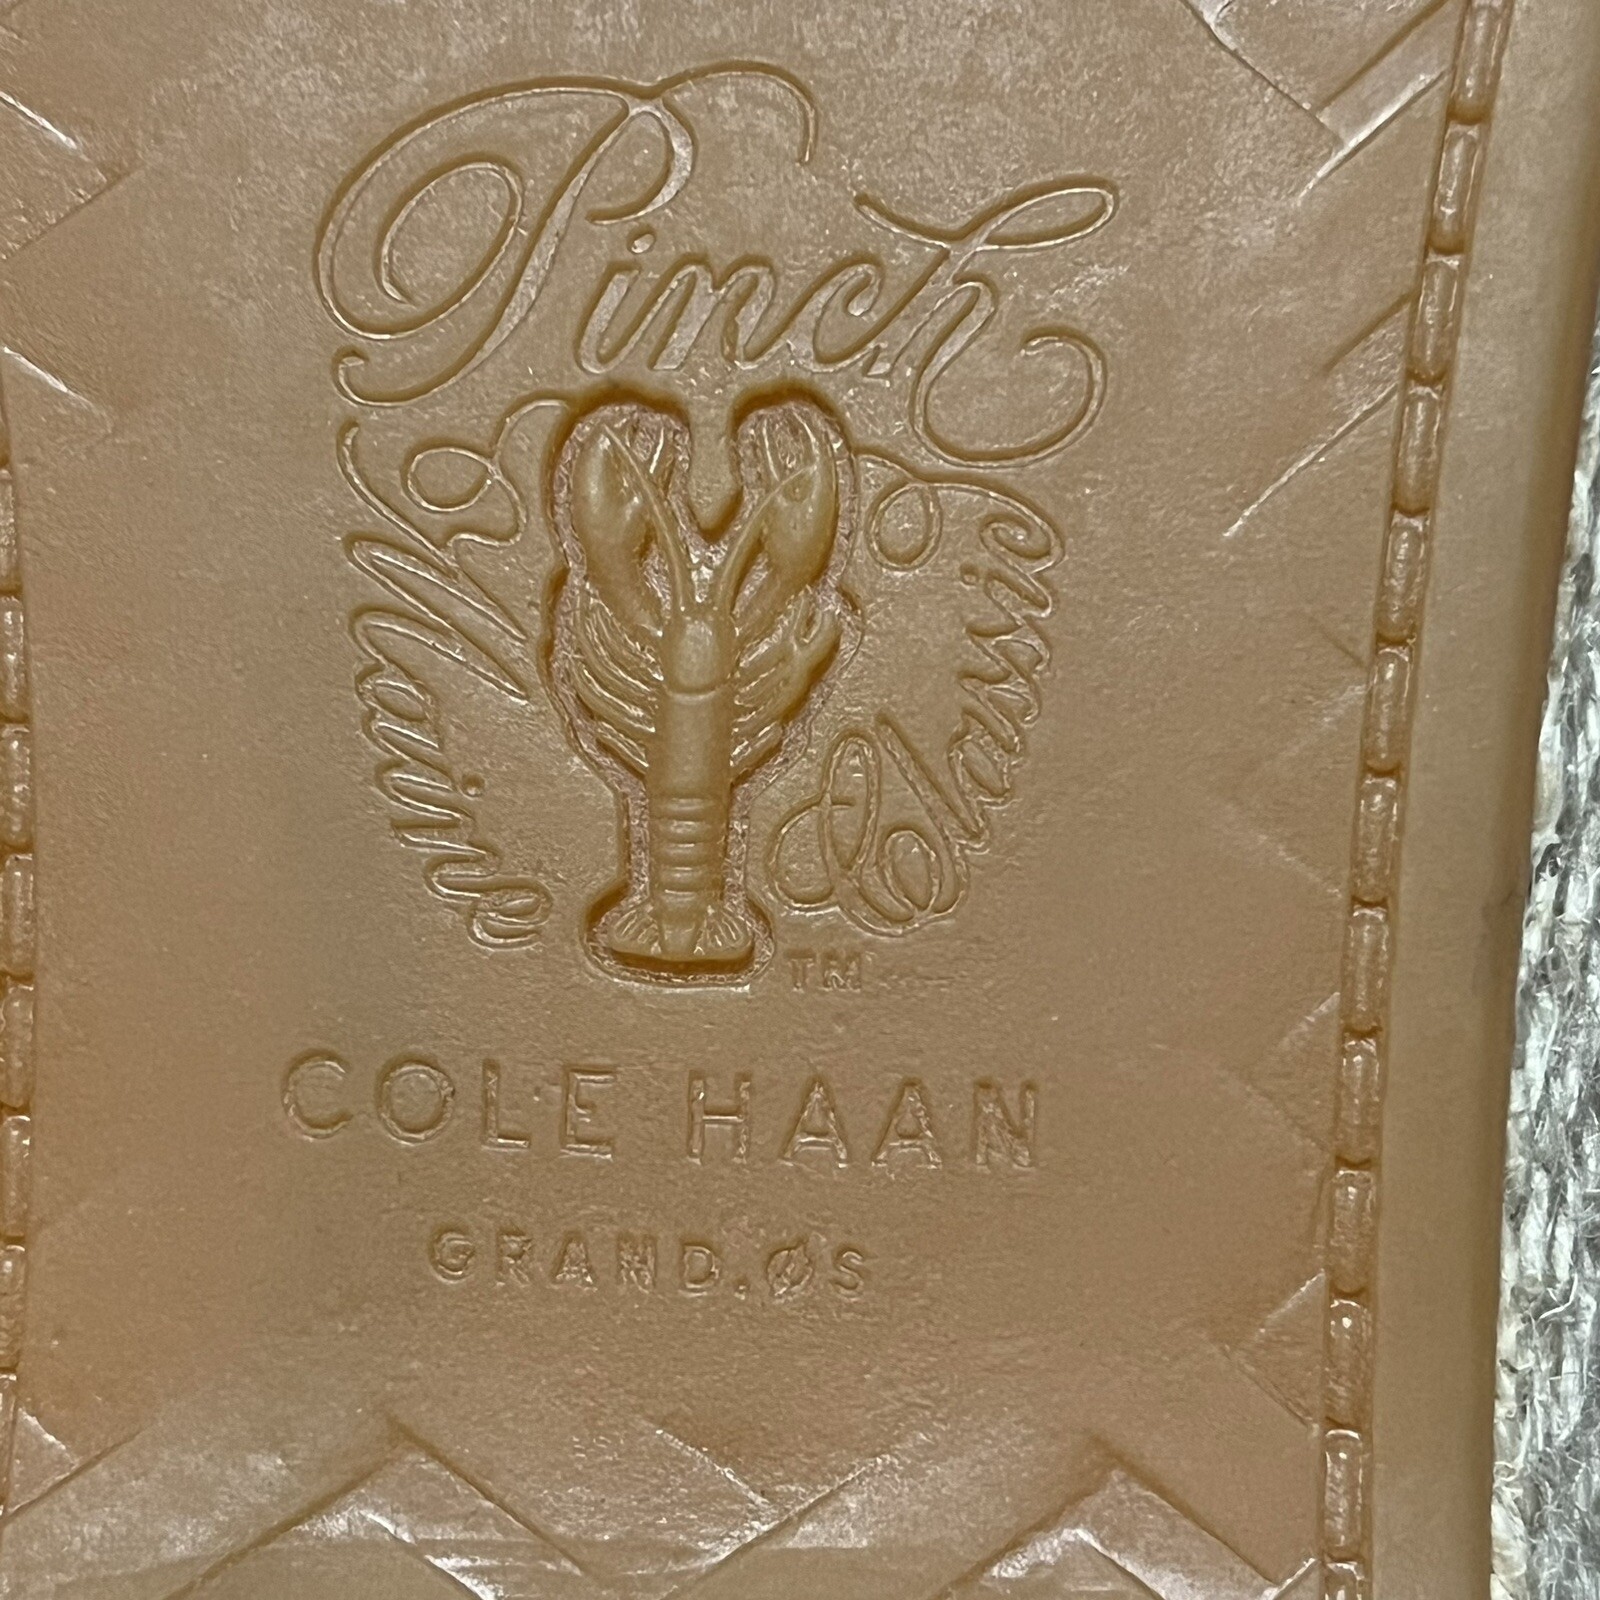 Pinch
Maine Classic
TM
COLE HAAN
GRAND.ØS